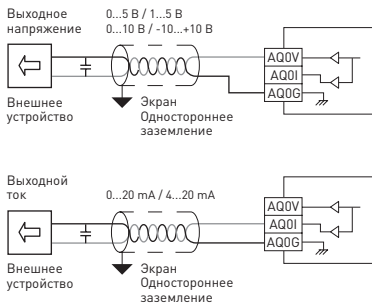 Выходное
напряжение
0...5 В / 1...5 В
0...10 В / -10...+10 В
AQ0V
AQ0I
AQ0G
Внешнее
устройство
Экран
Одностороннее
заземление
Выходной
ток
0...20 mA / 4...20 mA
AQ0V
AQ0I
AQ0G
Внешнее
устройство
Экран
Одностороннее
заземление